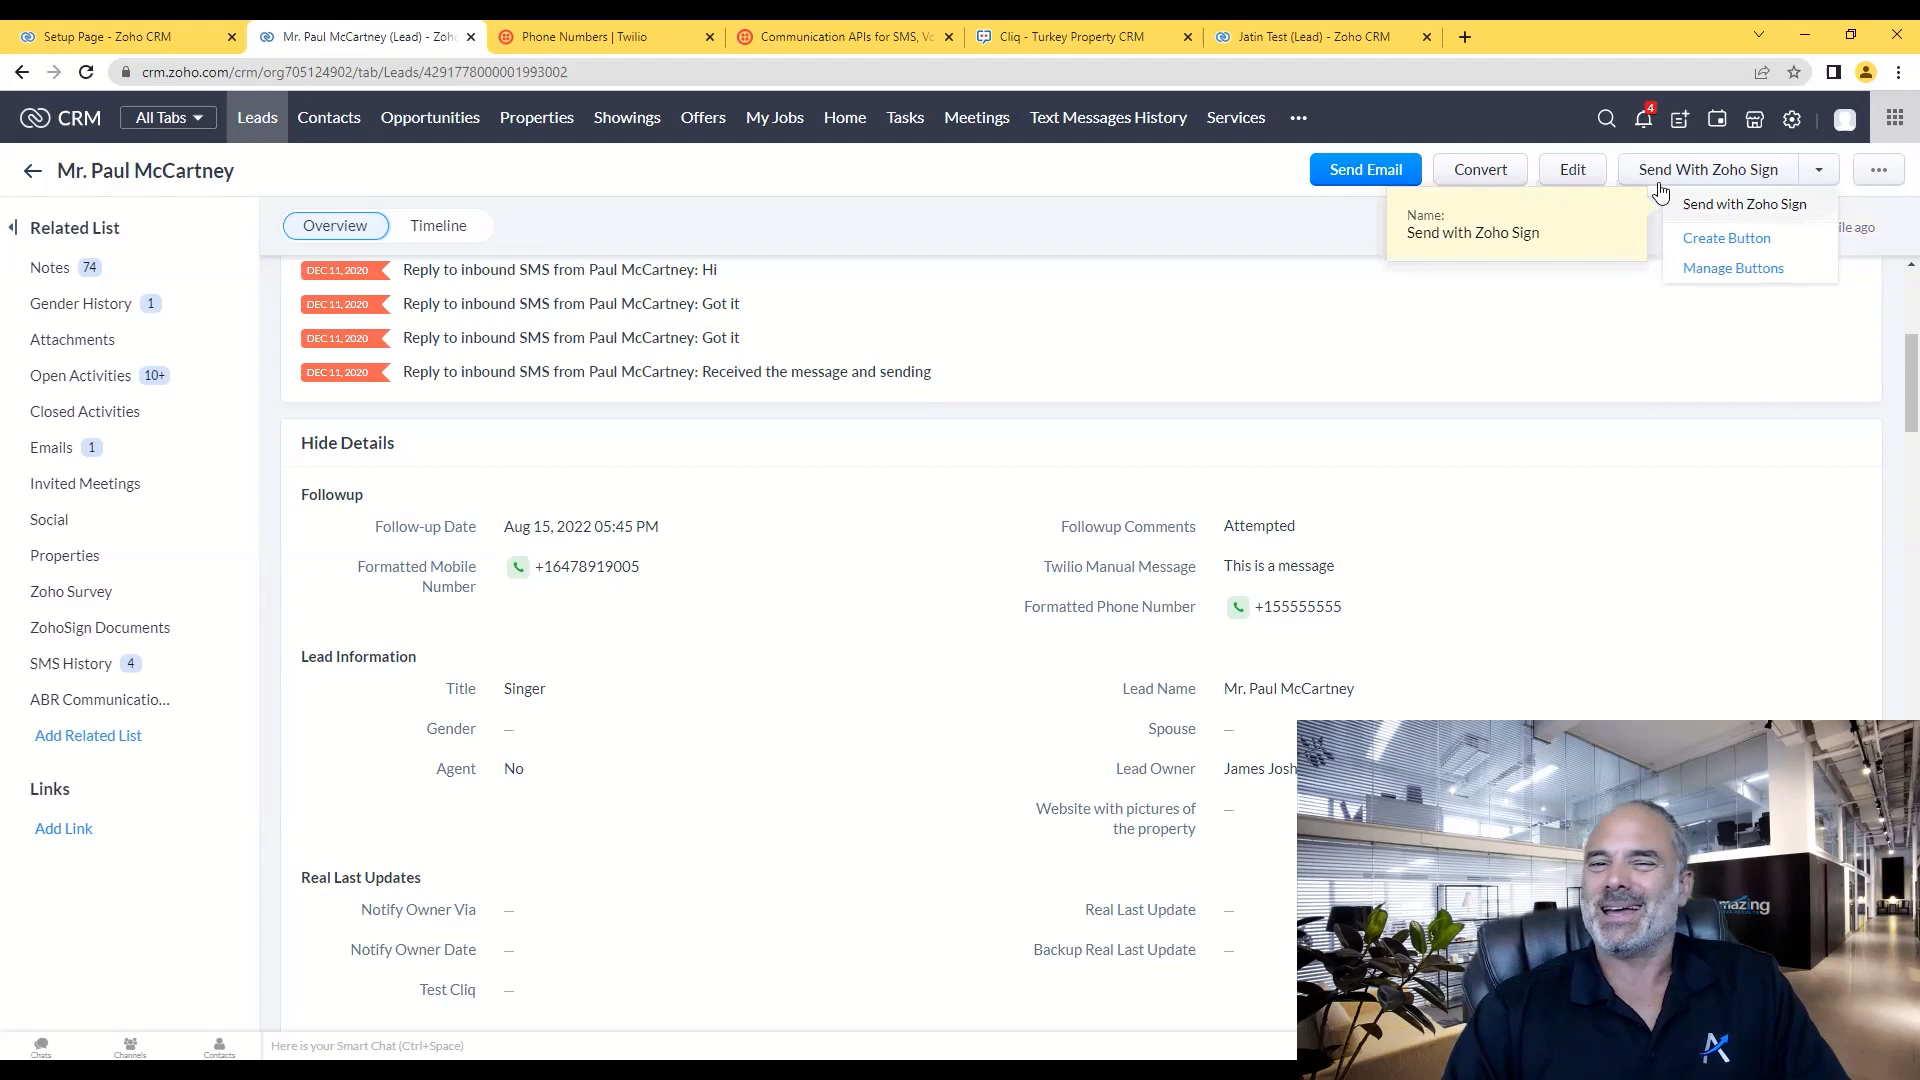 Setup Page - Zoho CRM
Mr. Paul McCartney (Lead) - Zoho
Phone Numbers | Twilio
Communication APIs for SMS, Vo
Cliq - Turkey Property CRM
Jatin Test (Lead) - Zoho CRM
crm.zoho.com/crm/org705124902/tab/Leads/4291778000001993002
CRM
All Tabs
Leads
Contacts
Opportunities
Properties
Showings
Offers
My Jobs
Home
Tasks
Meetings
Text Messages History
Services
4
Mr. Paul McCartney
Send Email
Convert
Edit
Send With Zoho Sign
Name:
Send with Zoho Sign
Send with Zoho Sign
Create Button
Manage Buttons
ile ago
Overview
Timeline
Related List
Notes 74
Gender History 1
Attachments
Open Activities 10+
Closed Activities
Emails 1
Invited Meetings
Social
Properties
Zoho Survey
ZohoSign Documents
SMS History 4
ABR Communicatio...
Add Related List
Links
Add Link
DEC 11, 2020 Reply to inbound SMS from Paul McCartney: Hi
DEC 11, 2020 Reply to inbound SMS from Paul McCartney: Got it
DEC 11, 2020 Reply to inbound SMS from Paul McCartney: Got it
DEC 11, 2020 Reply to inbound SMS from Paul McCartney: Received the message and sending
Hide Details
Followup
Follow-up Date Aug 15, 2022 05:45 PM
Followup Comments Attempted
Formatted Mobile Number +16478919005
Twilio Manual Message This is a message
Formatted Phone Number +155555555
Lead Information
Title Singer
Lead Name Mr. Paul McCartney
Gender —
Spouse —
Agent No
Lead Owner James Josh
Website with pictures of the property —
Real Last Updates
Notify Owner Via —
Real Last Update —
Notify Owner Date —
Backup Real Last Update —
Test Cliq —
Chats
Channels
Contacts
Here is your Smart Chat (Ctrl+Space)
mazing